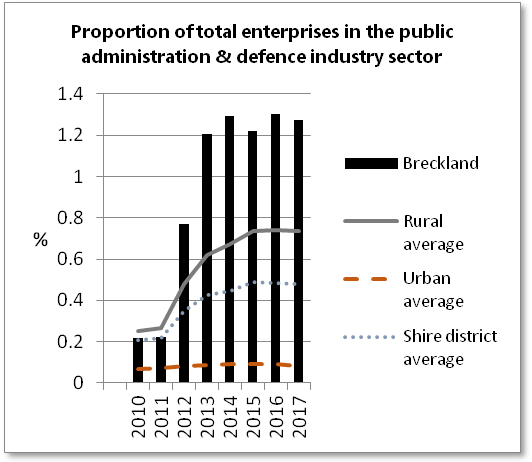 Proportion of total enterprises in the public
administration & defence industry sector
1.4
1.2
1
0.8
0.6
0.4
0.2
0
%
2010
2011
2012
2013
2014
2015
2016
2017
Breckland
Rural
average
Urban
average
Shire district
average